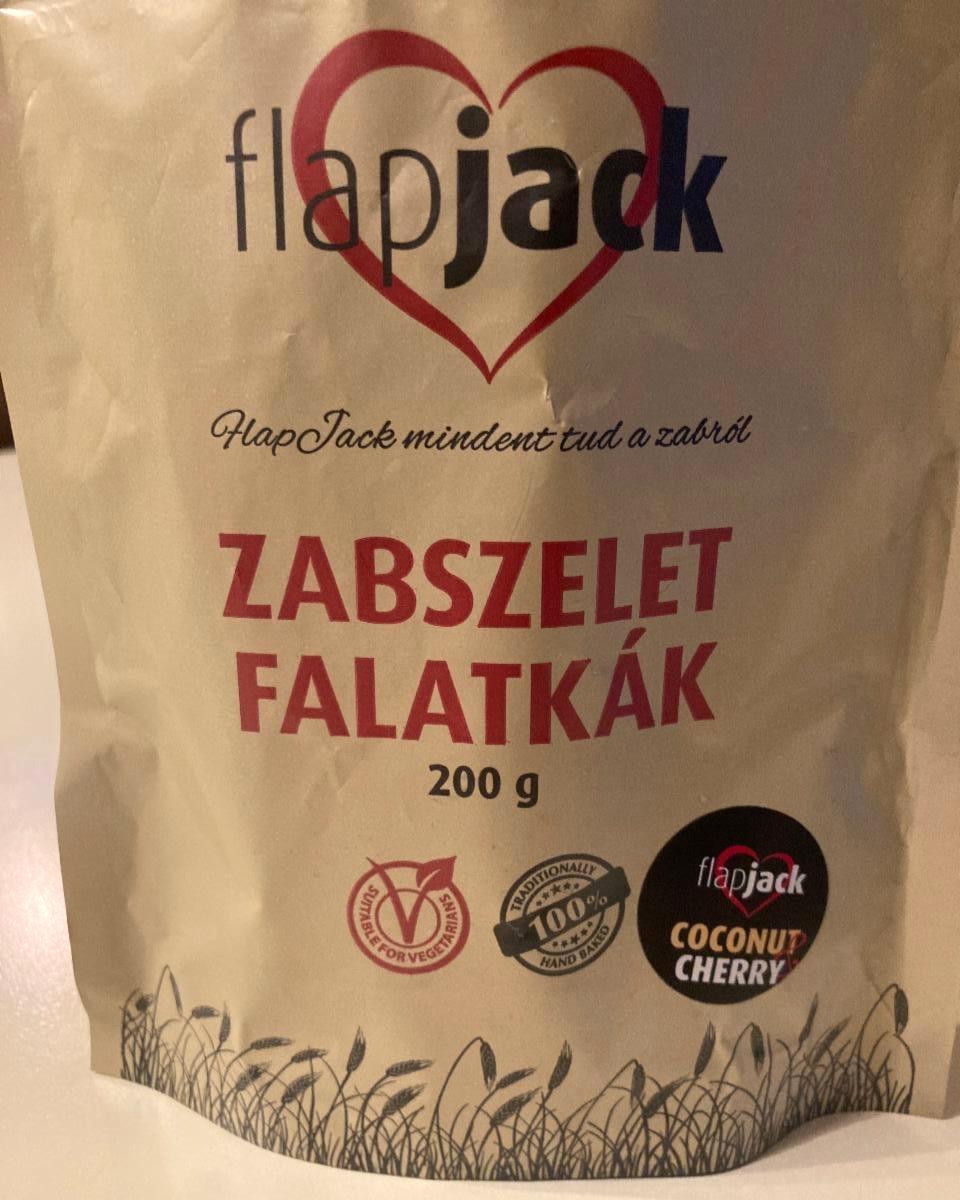 flapjack
FlapJack mindent tud a zabról
ZABSZELET
FALATKÁK
200 g
SUITABLE FOR VEGETARIANS
TRADITIONALLY
100%
HAND BAKED
flapjack
COCONUT &
CHERRY